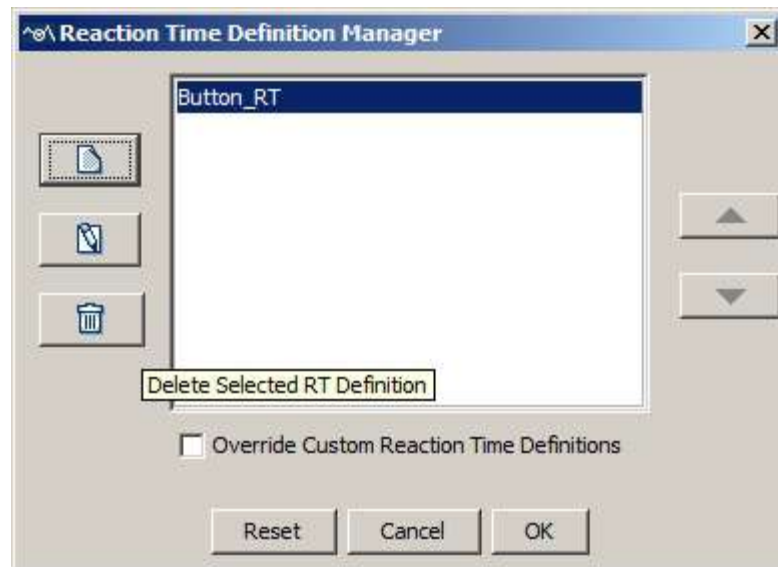 Reaction Time Definition Manager
Button_RT
Delete Selected RT Definition
Override Custom Reaction Time Definitions
Reset Cancel OK